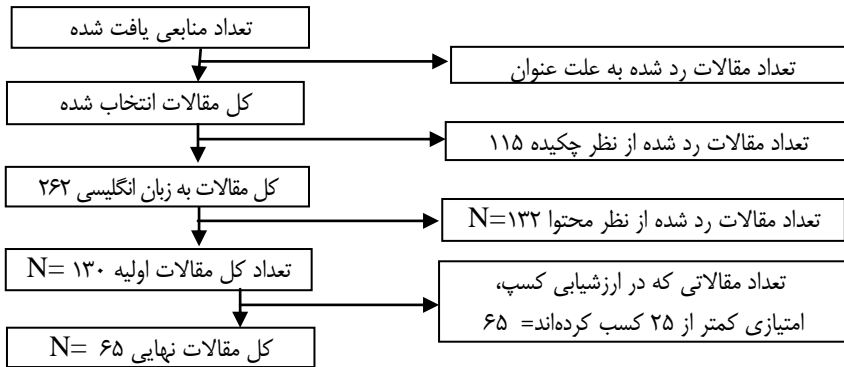 تعداد منابعی یافت شده
تعداد مقالات رد شده به علت عنوان
کل مقالات انتخاب شده
تعداد مقالات رد شده از نظر چکیده ۱۱۵
کل مقالات به زبان انگلیسی ۲۶۲
تعداد مقالات رد شده از نظر محتوا N=۱۳۲
تعداد کل مقالات اولیه N= ۱۳۰
تعداد مقالاتی که در ارزشیابی کسپ،
امتیازی کمتر از ۲۵ کسب کرده‌اند= ۶۵
کل مقالات نهایی N= ۶۵